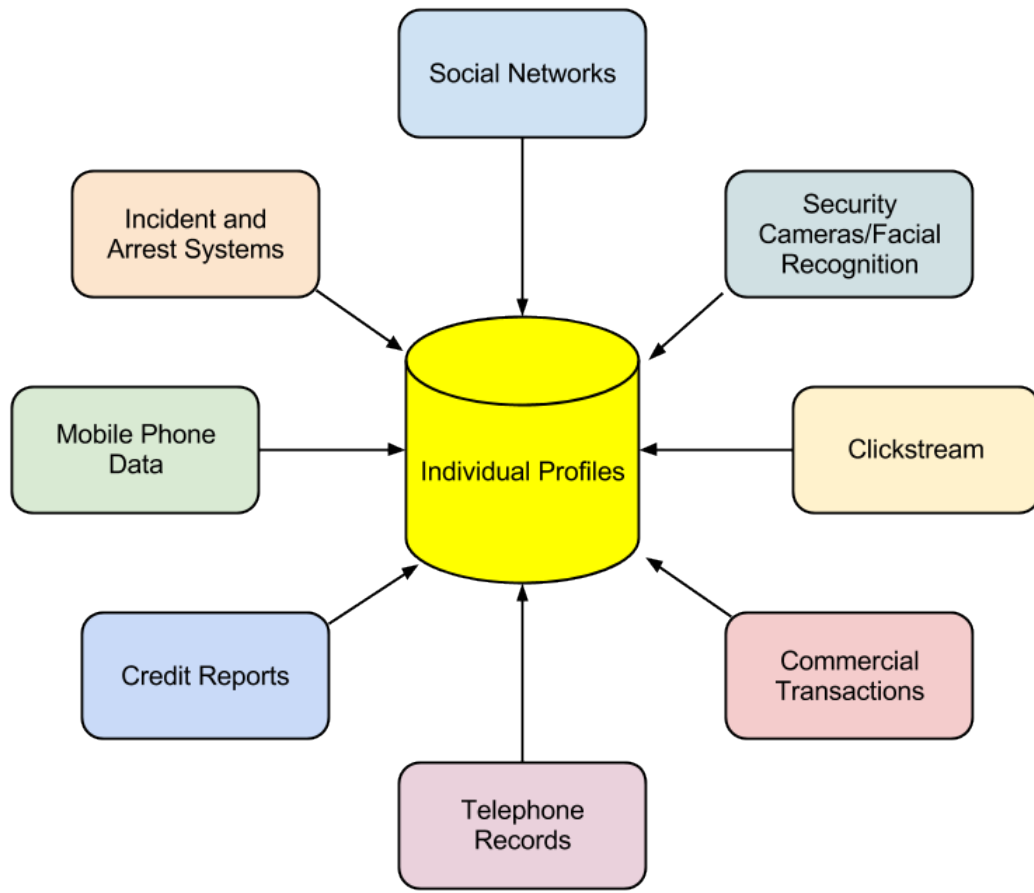 Social Networks
Incident and
Arrest Systems
Security
Cameras/Facial
Recognition
Mobile Phone
Data
Individual Profiles
Clickstream
Credit Reports
Commercial
Transactions
Telephone
Records